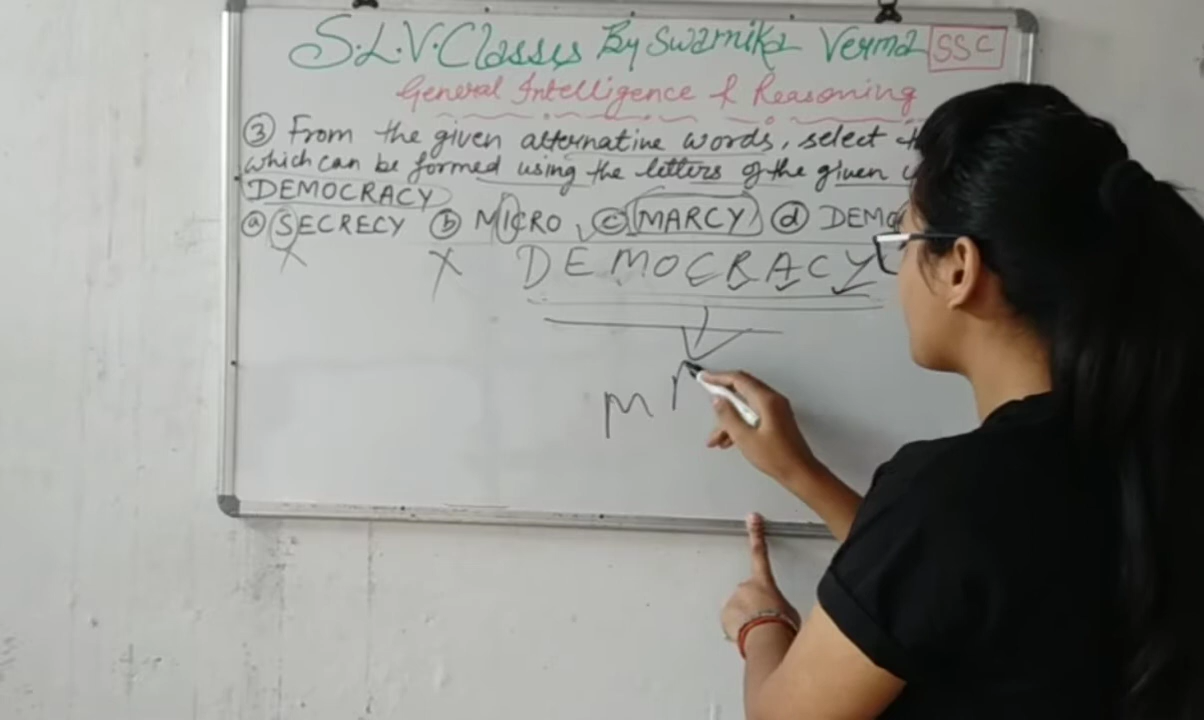 S.L.V. Classes By Swarnika Verma SSC
General Intelligence & Reasoning
③ From the given alternative words, select
which can be formed using the letters of the given
DEMOCRACY
ⓐ SECRECY ⓑ MICRO ⓒ MARCY ⓓ
X X DEMOCRACY
M